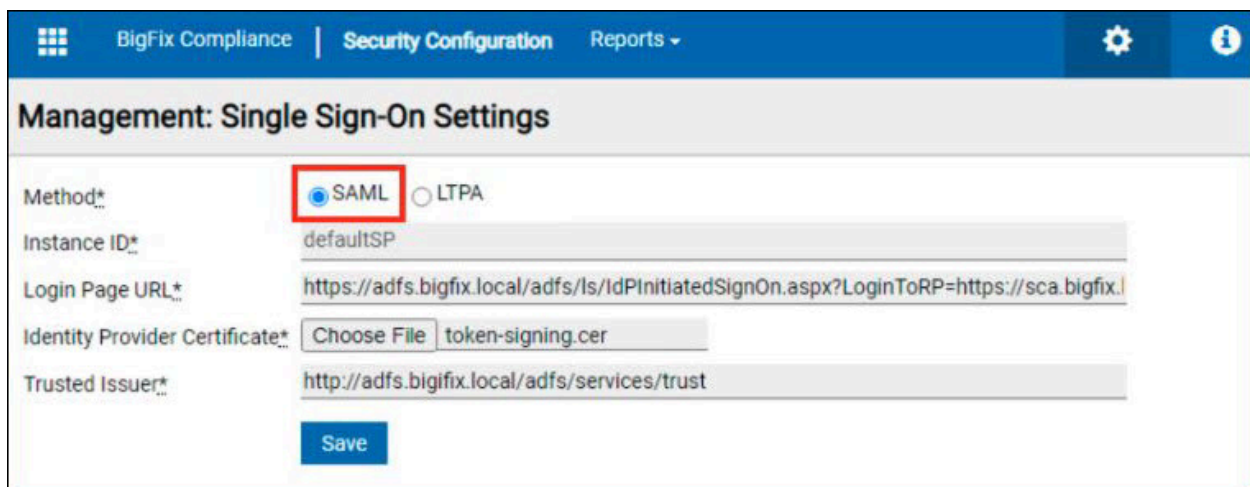 BigFix Compliance | Security Configuration Reports
Management: Single Sign-On Settings
Method* SAML LTPA
Instance ID* defaultSP
Login Page URL* https://adfs.bigfix.local/adfs/ls/IdPInitiatedSignOn.aspx?LoginToRP=https://sca.bigfix.l
Identity Provider Certificate* Choose File token-signing.cer
Trusted Issuer* http://adfs.bigifix.local/adfs/services/trust
Save